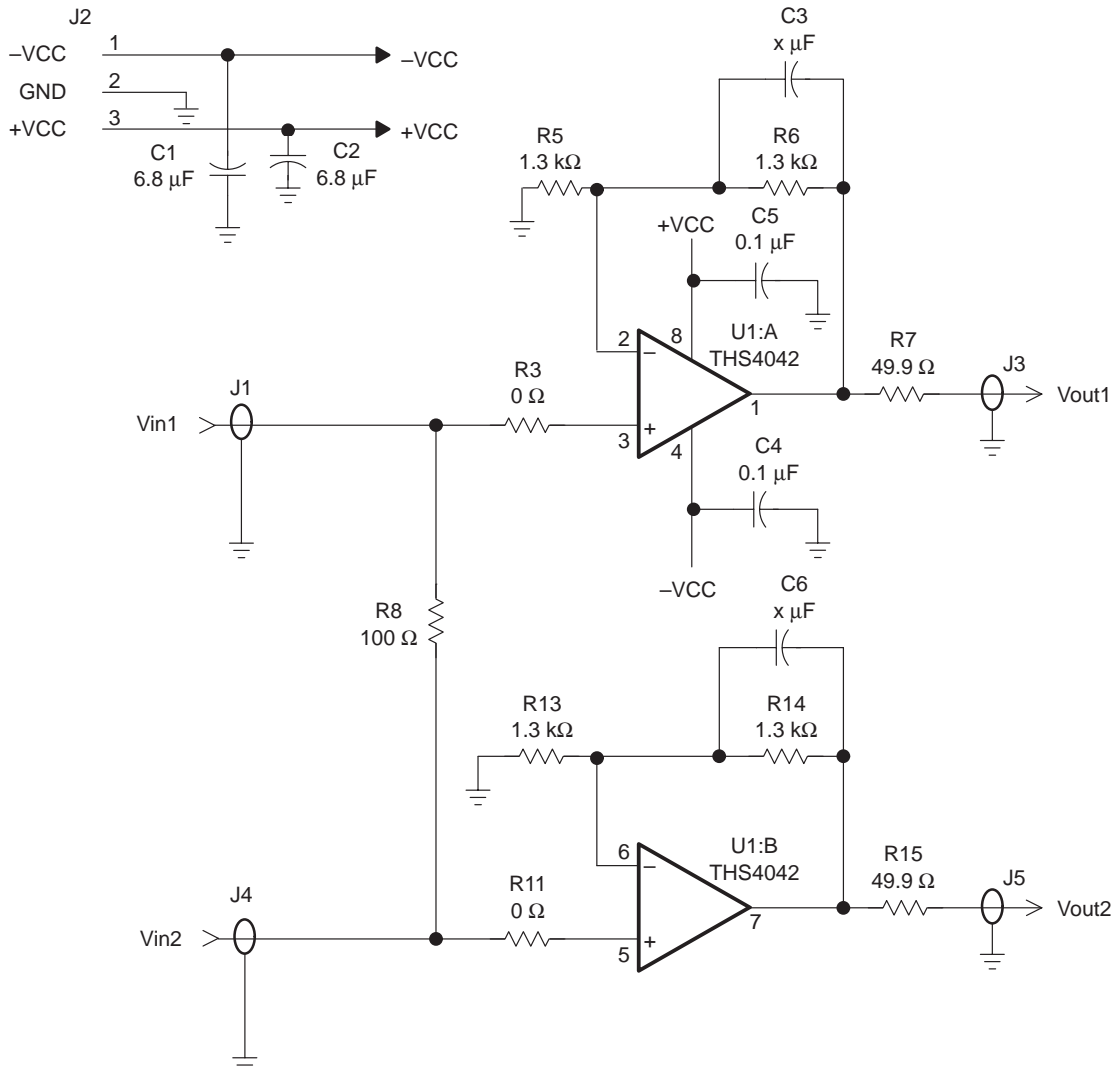 J2
–VCC
1
–VCC
GND
2
+VCC
3
+VCC
C1
6.8 μF
C2
6.8 μF
C3
x μF
R5
1.3 kΩ
R6
1.3 kΩ
+VCC
C5
0.1 μF
2
–
8
U1:A
THS4042
R3
0 Ω
R7
49.9 Ω
J1
J3
Vin1
3
+
4
1
Vout1
C4
0.1 μF
–VCC
R8
100 Ω
C6
x μF
R13
1.3 kΩ
R14
1.3 kΩ
6
–
U1:B
THS4042
R11
0 Ω
R15
49.9 Ω
J4
J5
Vin2
5
+
7
Vout2